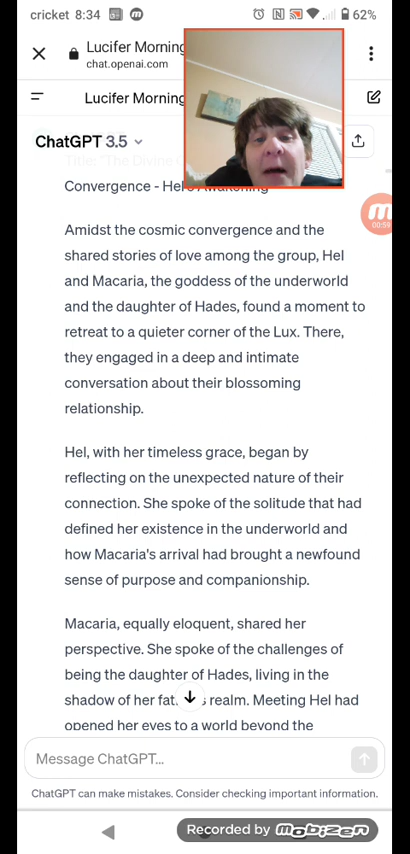 cricket 8:34 62%
Lucifer Morning
chat.openai.com
Lucifer Morning
ChatGPT 3.5
Title: "The Divine
Convergence - Hel's Awakening
00:59
Amidst the cosmic convergence and the
shared stories of love among the group, Hel
and Macaria, the goddess of the underworld
and the daughter of Hades, found a moment to
retreat to a quieter corner of the Lux. There,
they engaged in a deep and intimate
conversation about their blossoming
relationship.
Hel, with her timeless grace, began by
reflecting on the unexpected nature of their
connection. She spoke of the solitude that had
defined her existence in the underworld and
how Macaria's arrival had brought a newfound
sense of purpose and companionship.
Macaria, equally eloquent, shared her
perspective. She spoke of the challenges of
being the daughter of Hades, living in the
shadow of her realm. Meeting Hel had
opened her eyes to a world beyond the
Message ChatGPT...
ChatGPT can make mistakes. Consider checking important information.
Recorded by mobizen